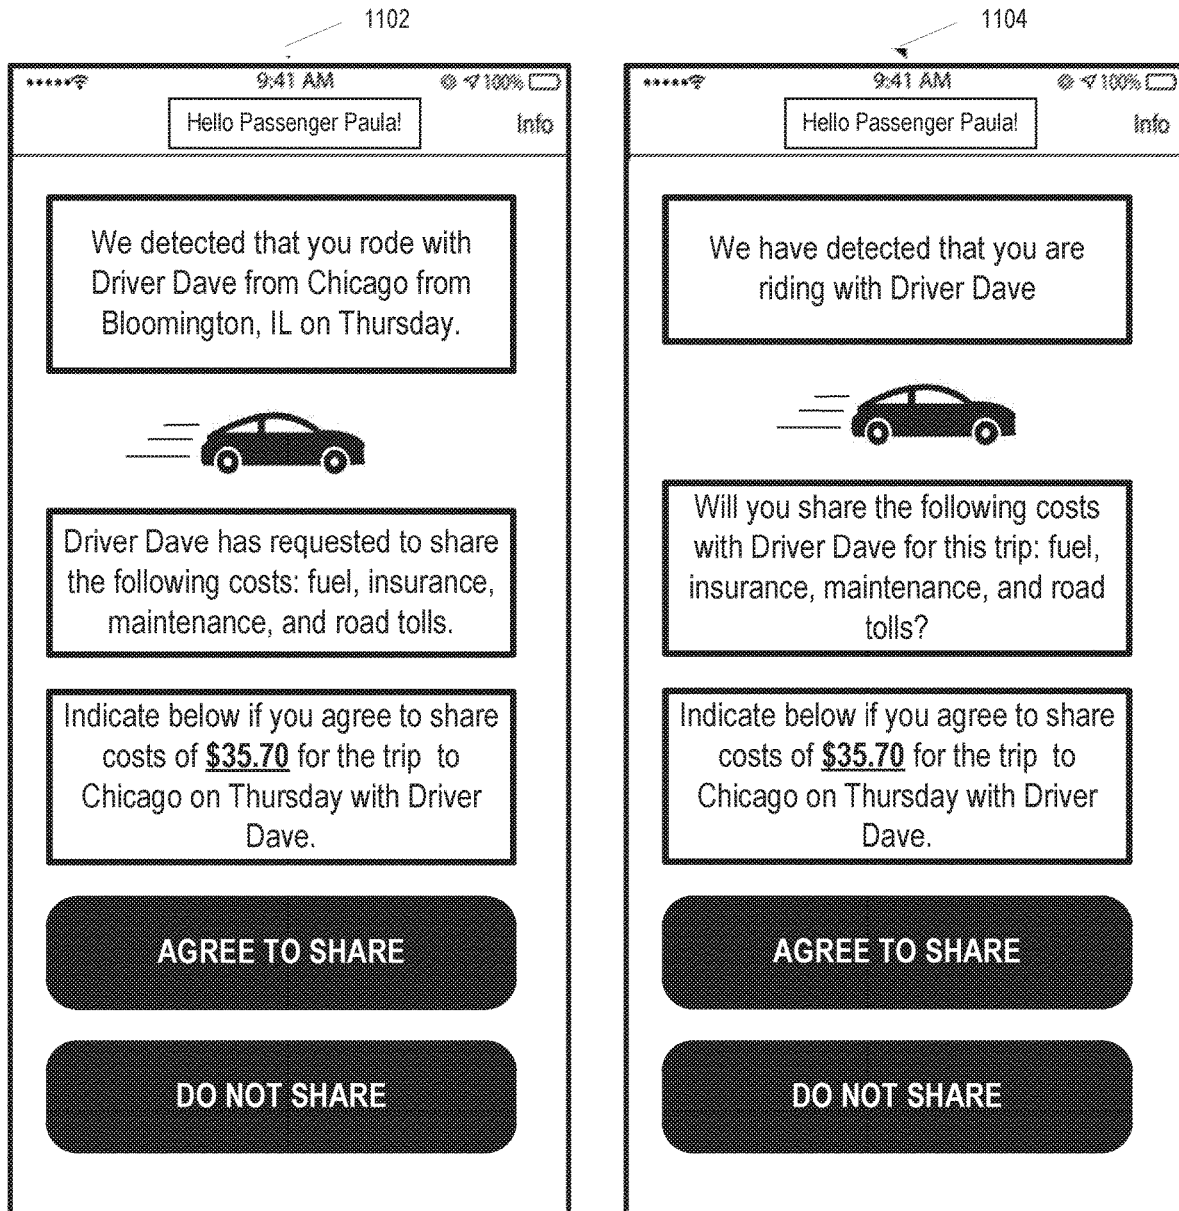 1102
9:41 AM
100%
Hello Passenger Paula!
Info
We detected that you rode with
Driver Dave from Chicago from
Bloomington, IL on Thursday.
Driver Dave has requested to share
the following costs: fuel, insurance,
maintenance, and road tolls.
Indicate below if you agree to share
costs of $35.70 for the trip to
Chicago on Thursday with Driver
Dave.
AGREE TO SHARE
DO NOT SHARE
1104
9:41 AM
100%
Hello Passenger Paula!
Info
We have detected that you are
riding with Driver Dave
Will you share the following costs
with Driver Dave for this trip: fuel,
insurance, maintenance, and road
tolls?
Indicate below if you agree to share
costs of $35.70 for the trip to
Chicago on Thursday with Driver
Dave.
AGREE TO SHARE
DO NOT SHARE